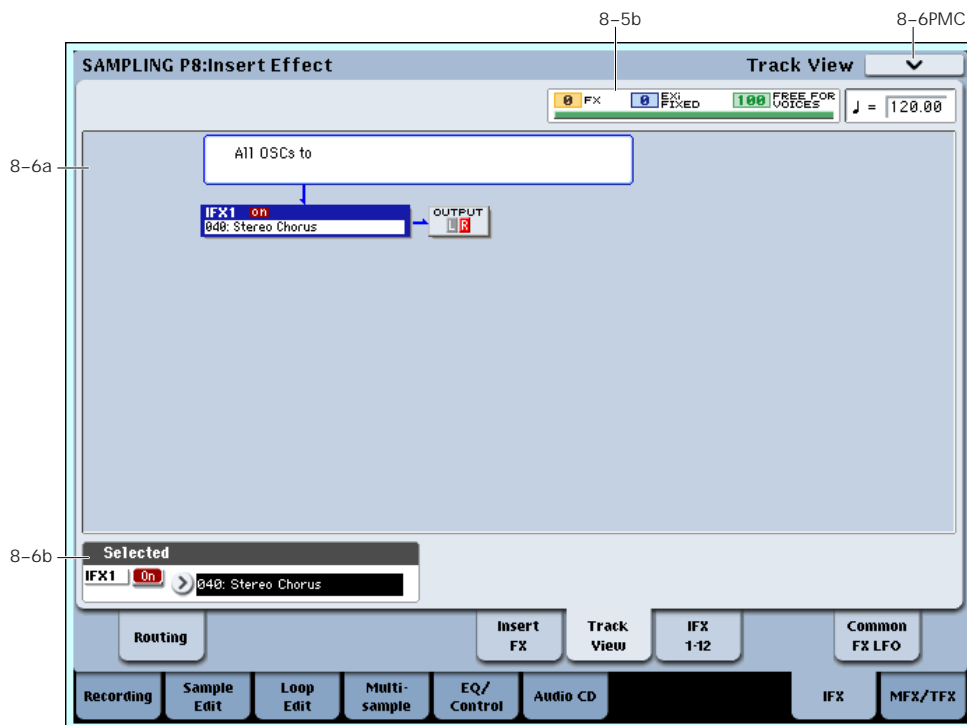 8-5b
8-6PMC
SAMPLING P8:Insert Effect
Track View
0 FX
0 EXi FIXED
100 FREE FOR VOICES
♩ = 120.00
8-6a
All OSCs to
IFX1 on
040: Stereo Chorus
OUTPUT
L R
8-6b
Selected
IFX1 On
040: Stereo Chorus
Routing
Insert FX
Track View
IFX 1-12
Common FX LFO
Recording
Sample Edit
Loop Edit
Multi-sample
EQ/ Control
Audio CD
IFX
MFX/TFX